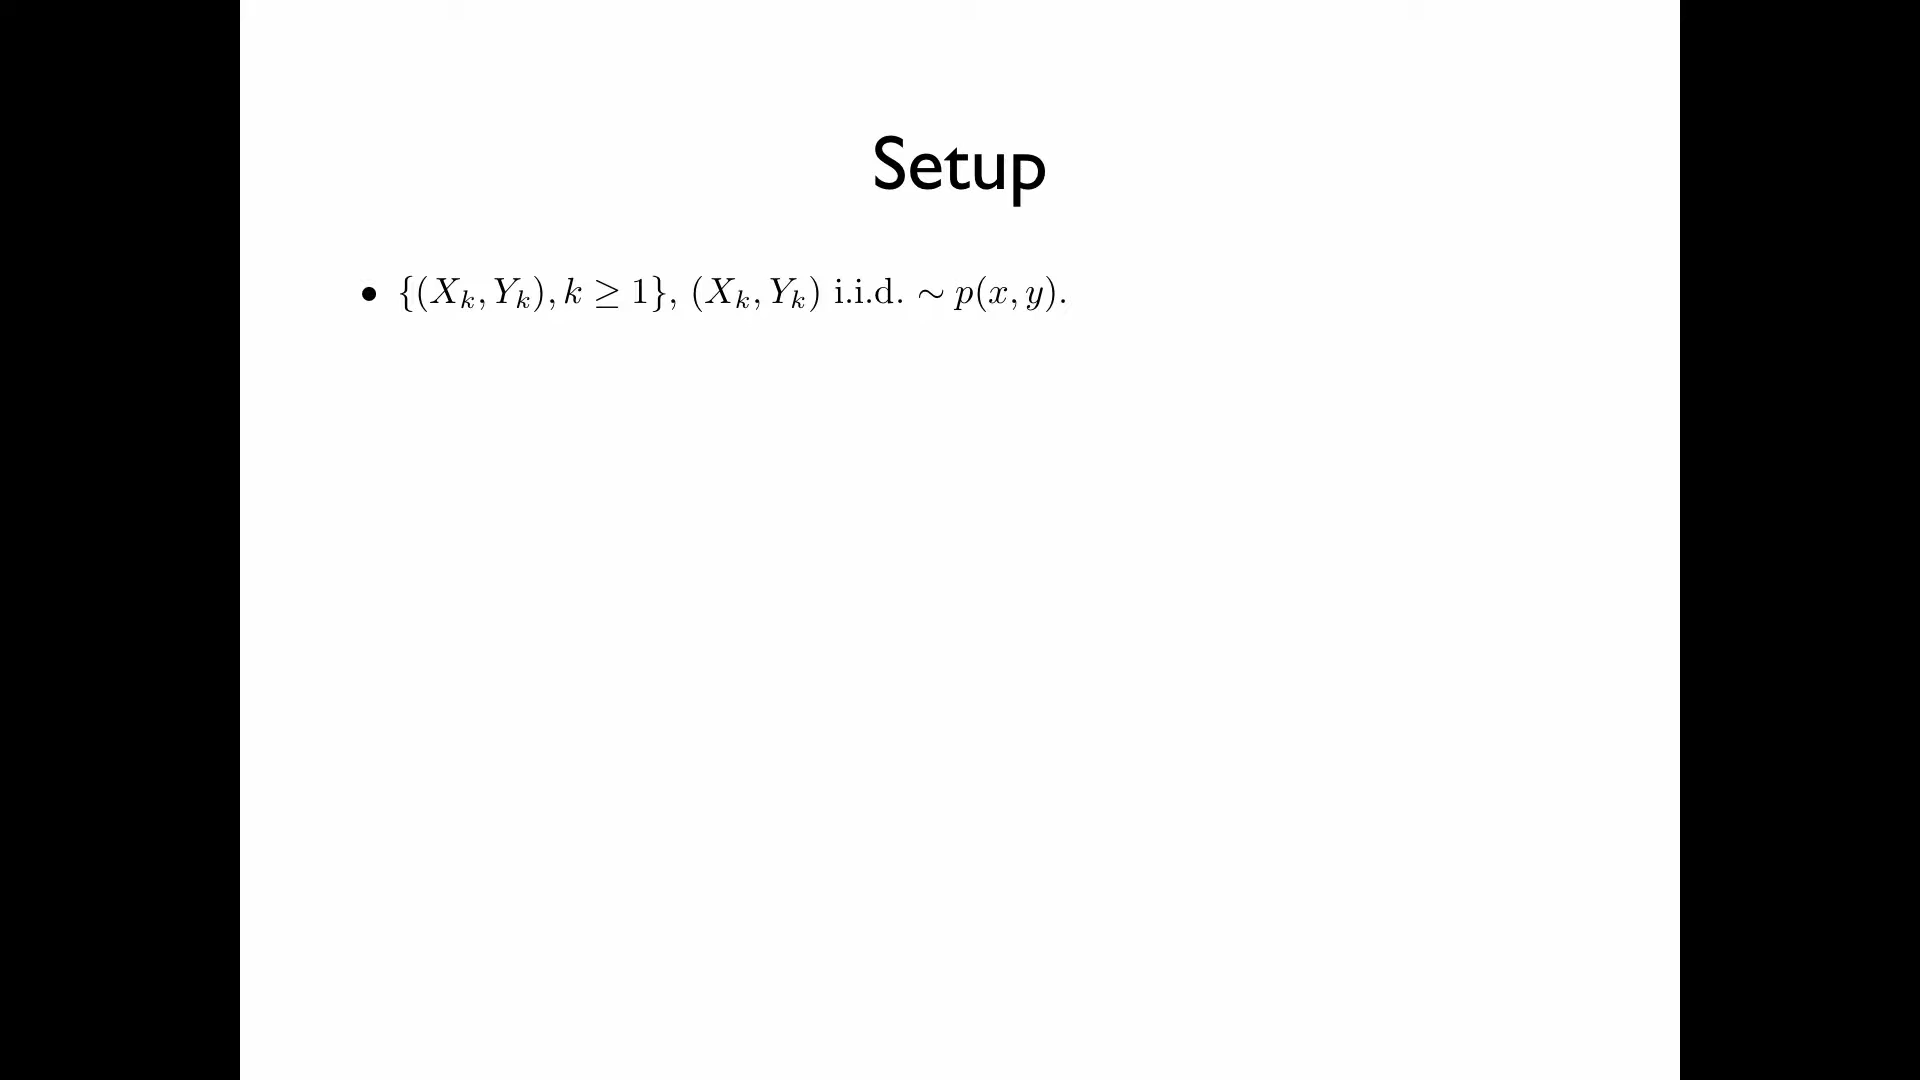 Setup
• {(X_k, Y_k), k ≥ 1}, (X_k, Y_k) i.i.d. ∼ p(x, y).